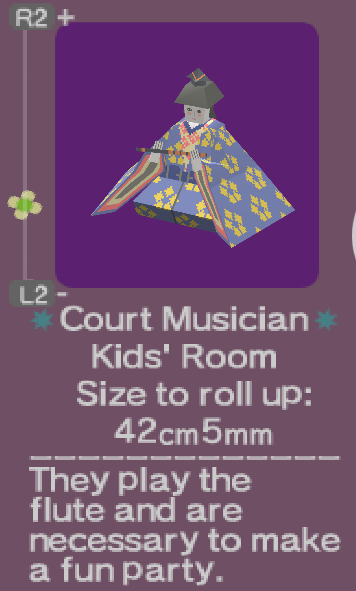 R2 +
L2 -
Court Musician
Kids' Room
Size to roll up:
42cm5mm
They play the
flute and are
necessary to make
a fun party.